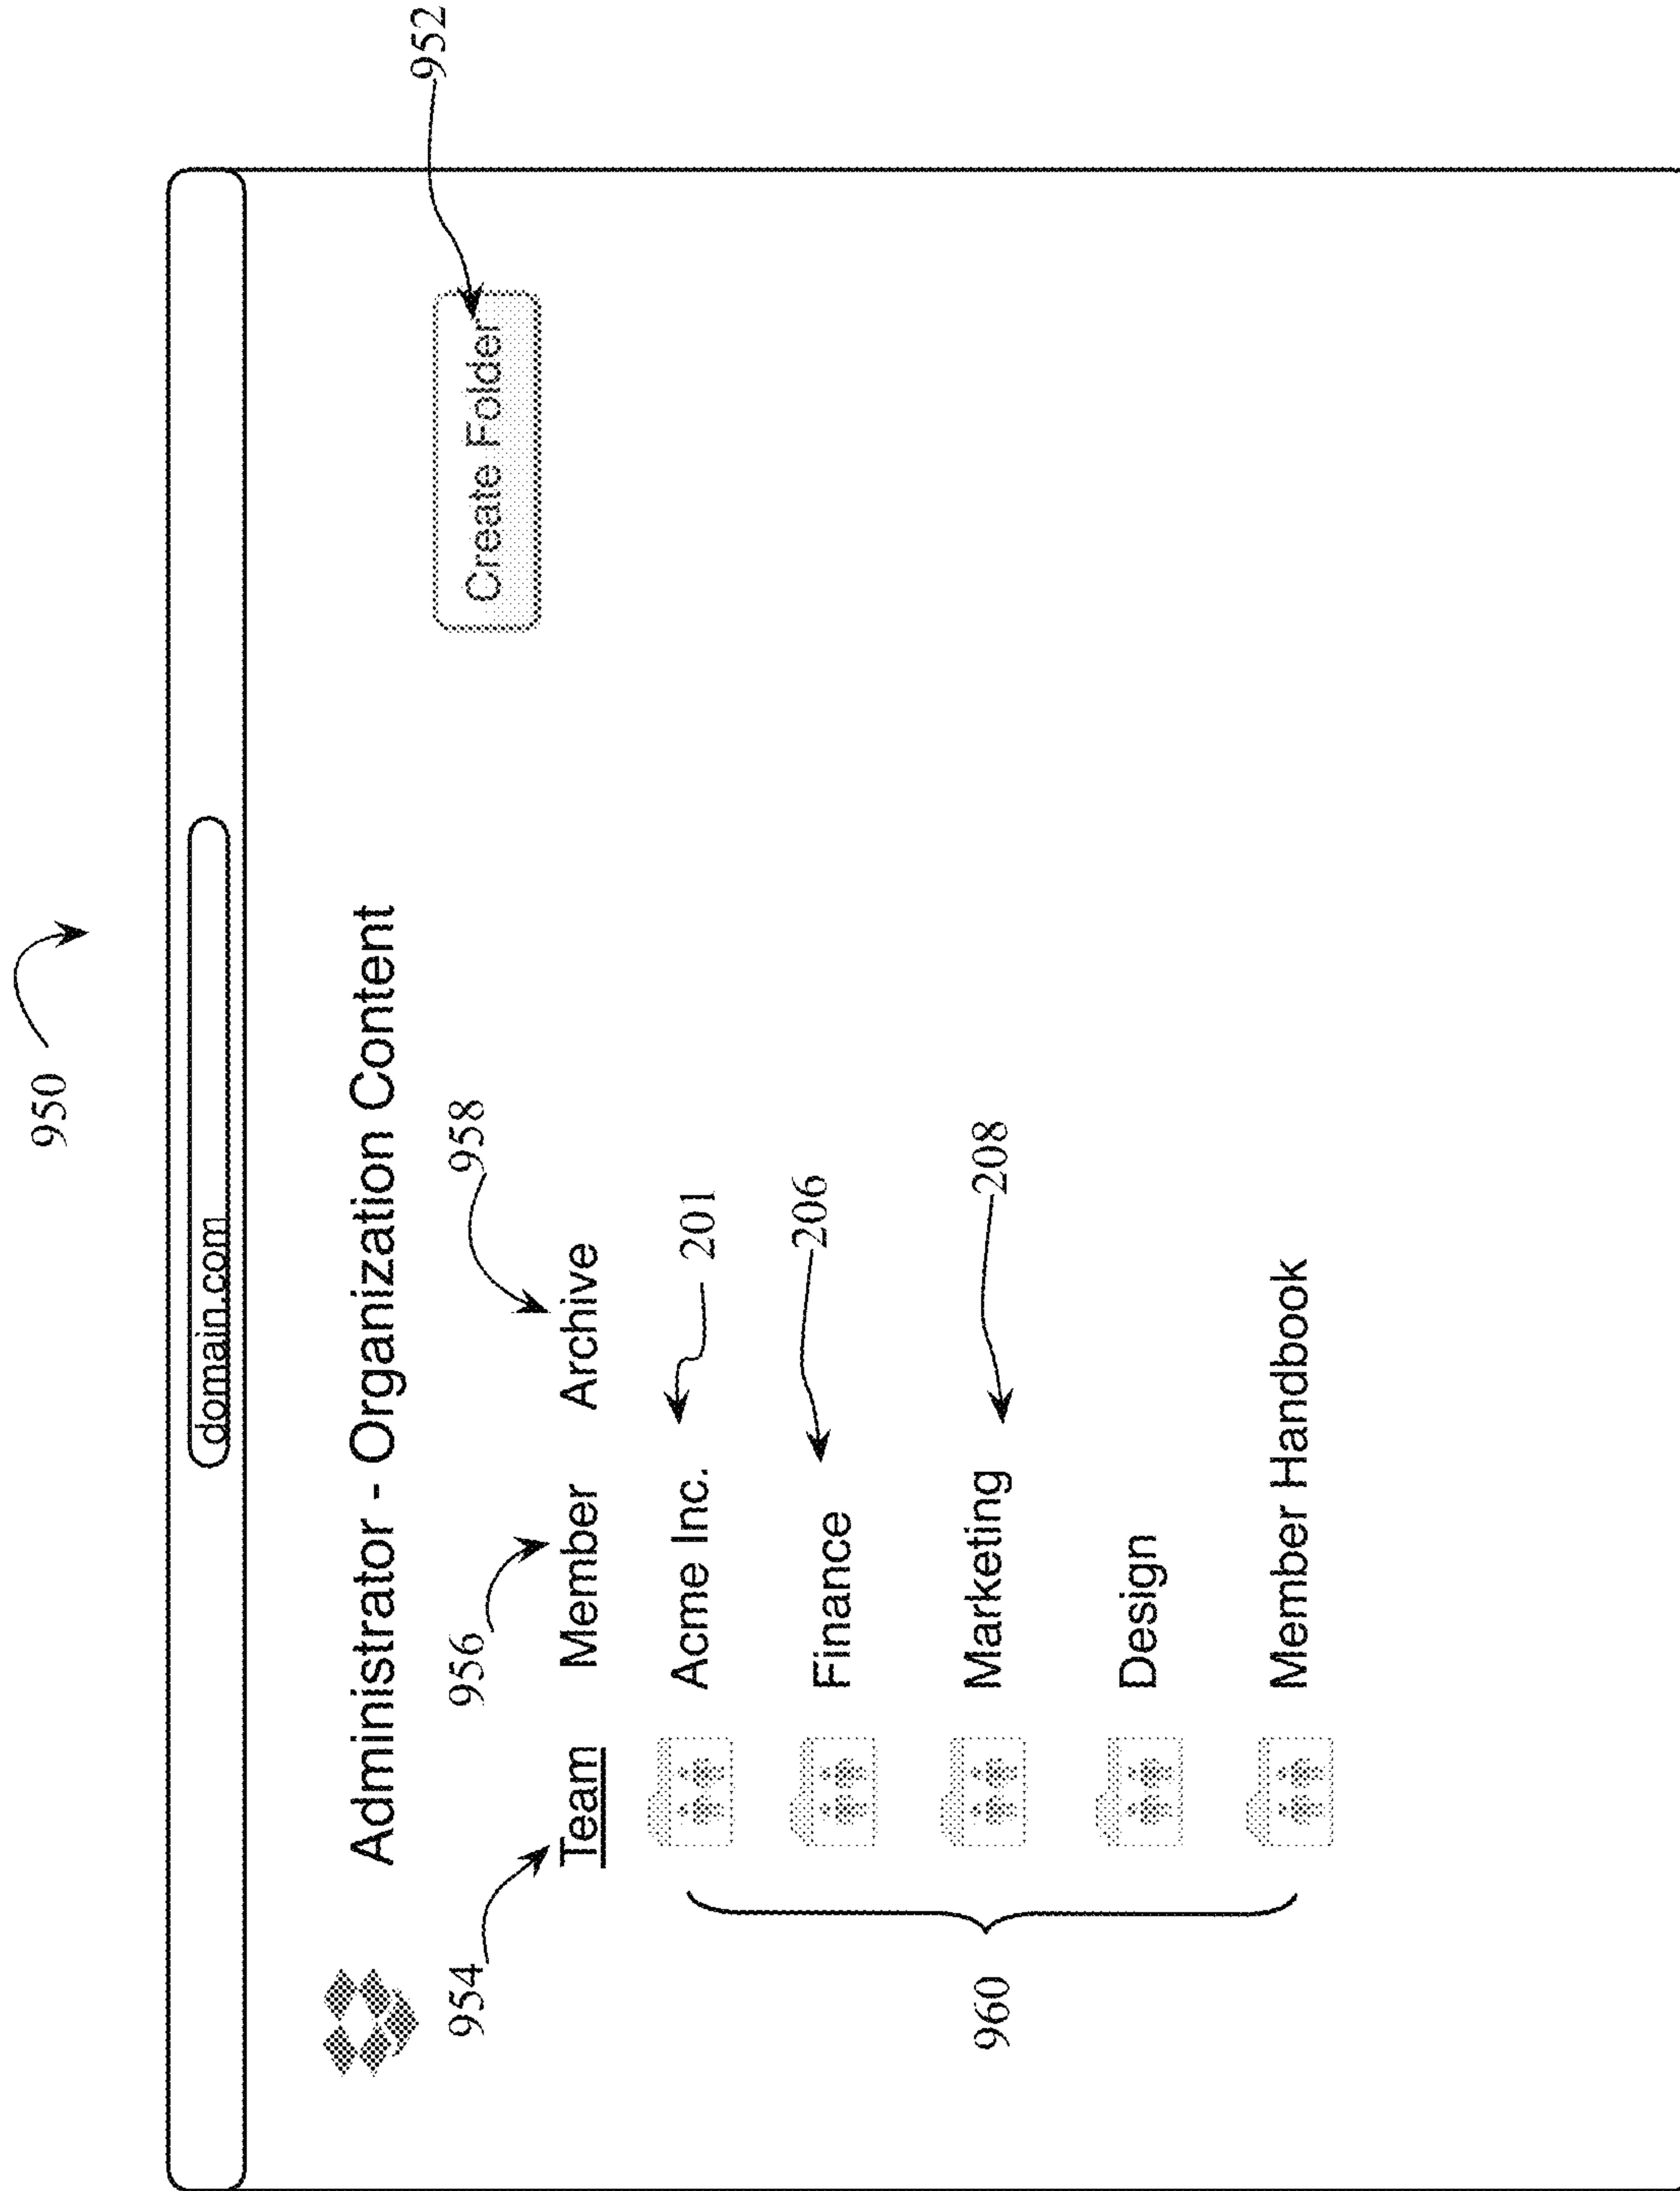 950
952
domain.com
Administrator - Organization Content
954 956 958
Create Folder
Team Member Archive
Acme Inc. 201
Finance 206
960
Marketing 208
Design
Member Handbook